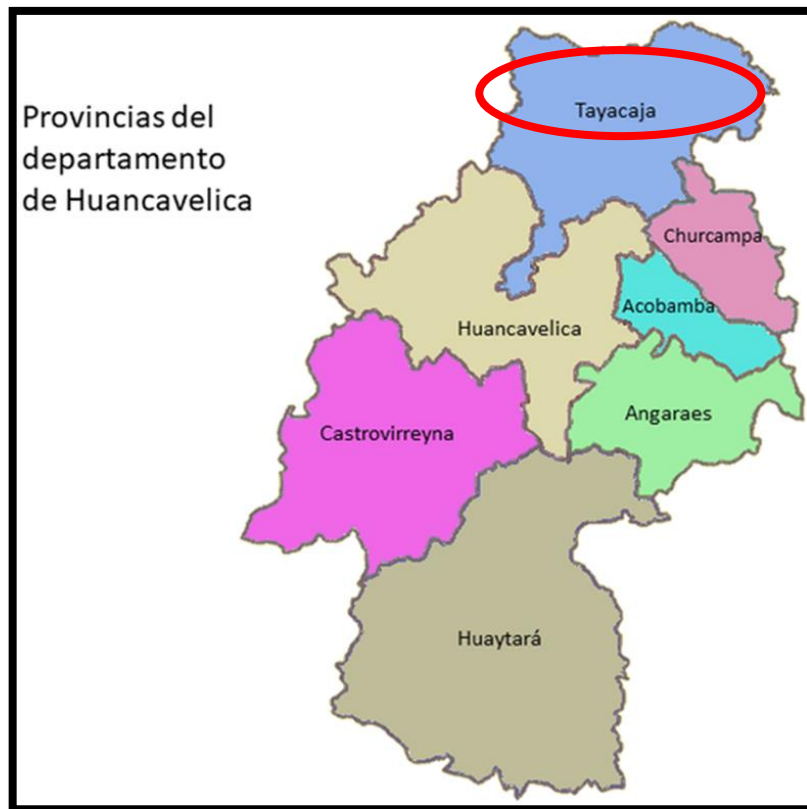 Provincias del
departamento
de Huancavelica
Tayacaja
Churcampa
Acobamba
Huancavelica
Angaraes
Castrovirreyna
Huaytará